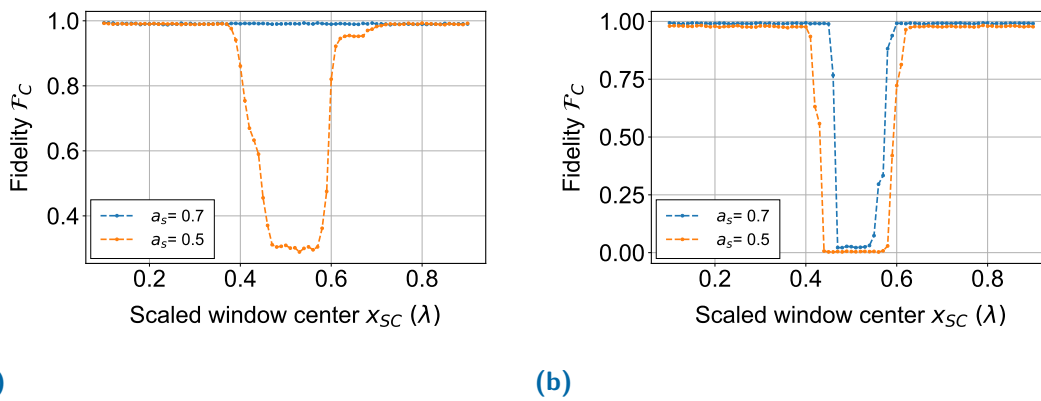 1.0
0.8
0.6
0.4
0.2 0.4 0.6 0.8
Fidelity F_C
Scaled window center x_SC (λ)
a_s= 0.7
a_s= 0.5
)
1.00
0.75
0.50
0.25
0.00
0.2 0.4 0.6 0.8
Fidelity F_C
Scaled window center x_SC (λ)
a_s= 0.7
a_s= 0.5
(b)